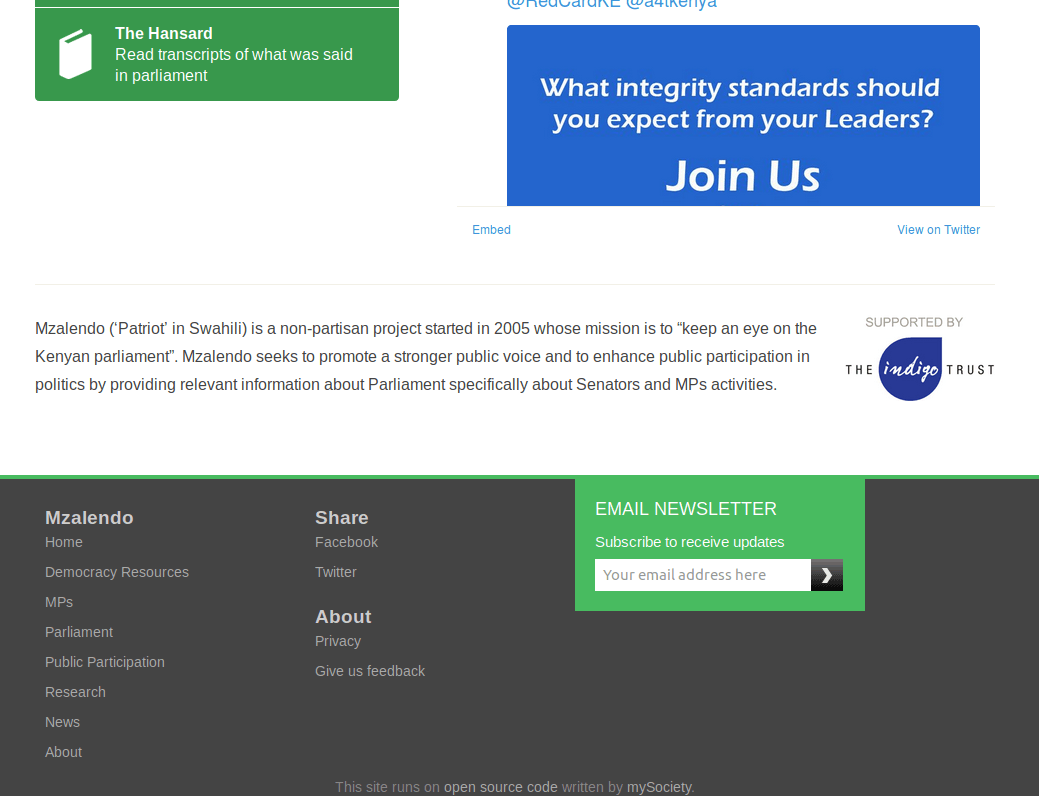 @RedCardKE @a4tkenya
The Hansard
Read transcripts of what was said
in parliament
What integrity standards should
you expect from your Leaders?
Join Us
Embed
View on Twitter
Mzalendo (‘Patriot’ in Swahili) is a non-partisan project started in 2005 whose mission is to “keep an eye on the
Kenyan parliament”. Mzalendo seeks to promote a stronger public voice and to enhance public participation in
politics by providing relevant information about Parliament specifically about Senators and MPs activities.
SUPPORTED BY
THE indigo TRUST
Mzalendo
Home
Democracy Resources
MPs
Parliament
Public Participation
Research
News
About
Share
Facebook
Twitter
About
Privacy
Give us feedback
EMAIL NEWSLETTER
Subscribe to receive updates
Your email address here
This site runs on open source code written by mySociety.